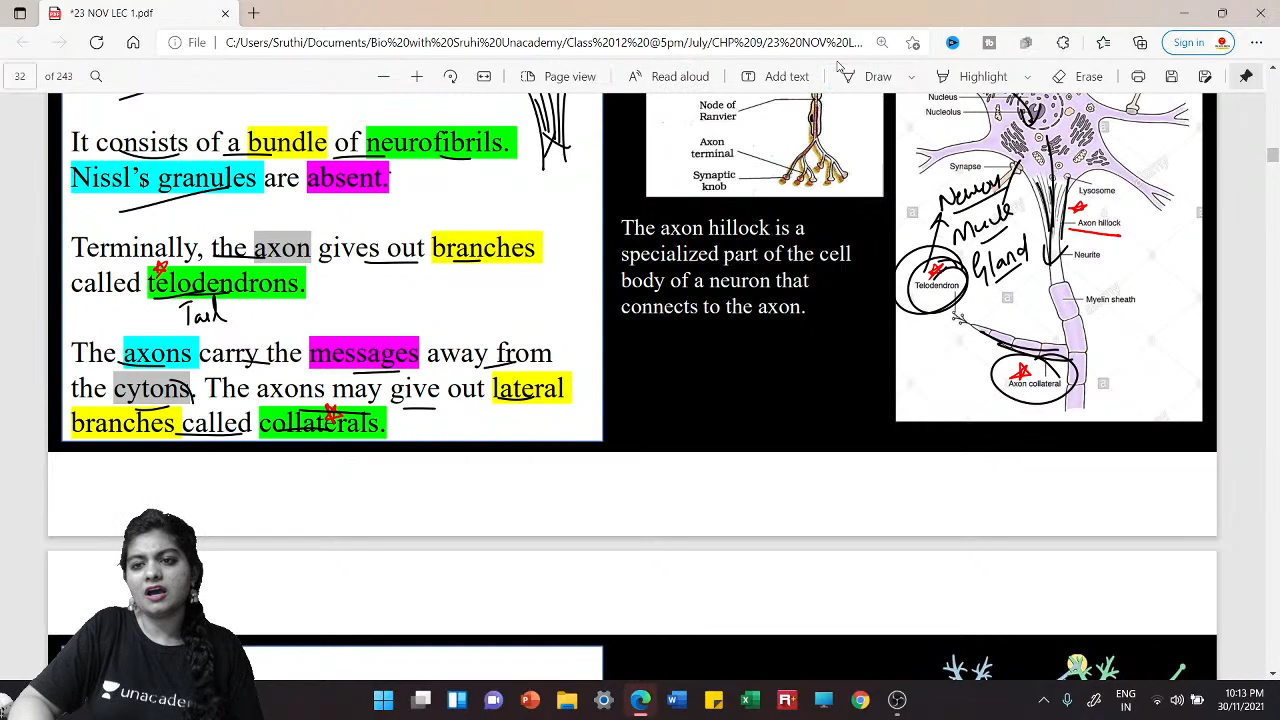 *23 NOV LEC 1.pdf
File
C:/Users/Sruthi/Documents/Bio%20with%20Sruhi%20Un/academy/Class%2012%20@5pm/July/CHP%209/23%20NOV%20L...
Sign in
32 of 243
Page view
Read aloud
Add text
Draw
Highlight
Erase
It consists of a bundle of neurofibrils.
Nissl's granules are absent.
Terminally, the axon gives out branches
called telodendrons.
Tail
The axons carry the messages away from
the cytons. The axons may give out lateral
branches called collaterals.
Node of
Ranvier
Axon
terminal
Synaptic
knob
The axon hillock is a
specialized part of the cell
body of a neuron that
connects to the axon.
Nucleus
Nucleolus
Synapse
Lysosome
Axon hillock
Neurite
Neuron
Muscle
Gland
Telodendron
Myelin sheath
Axon collateral
a
a
a
a
alamy
unacademy
ENG
IN
10:13 PM
30/11/2021